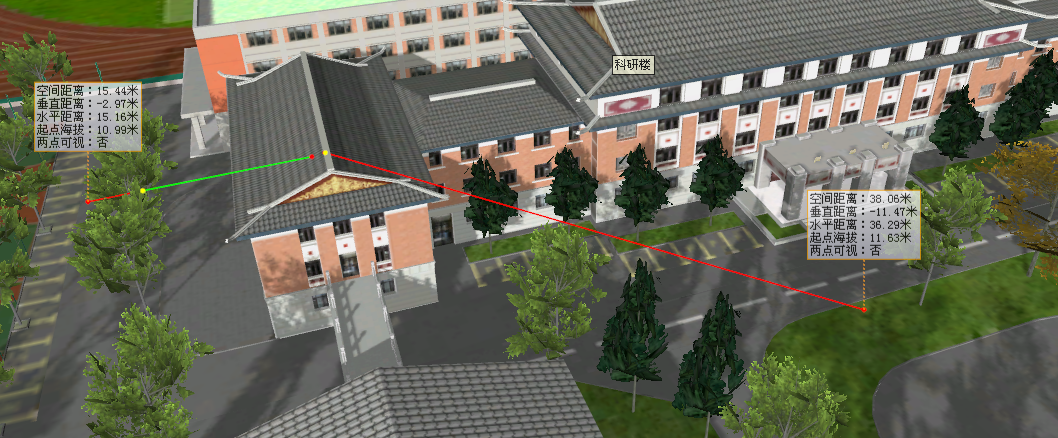 科研楼
空间距离：15.44米
垂直距离：-2.97米
水平距离：15.16米
起点海拔：10.99米
两点可视：否
空间距离：38.06米
垂直距离：-11.47米
水平距离：36.29米
起点海拔：11.63米
两点可视：否